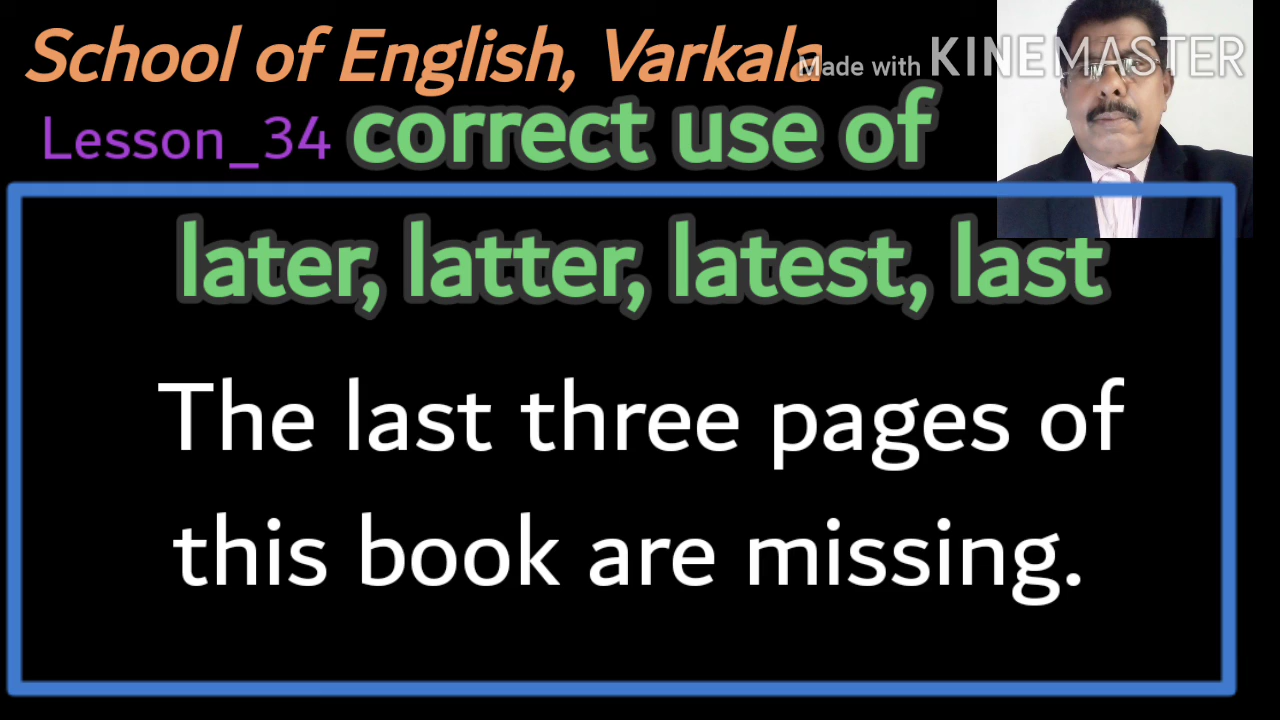 School of English, Varkala
Made with KINEMASTER
Lesson_34 correct use of
later, latter, latest, last
The last three pages of
this book are missing.